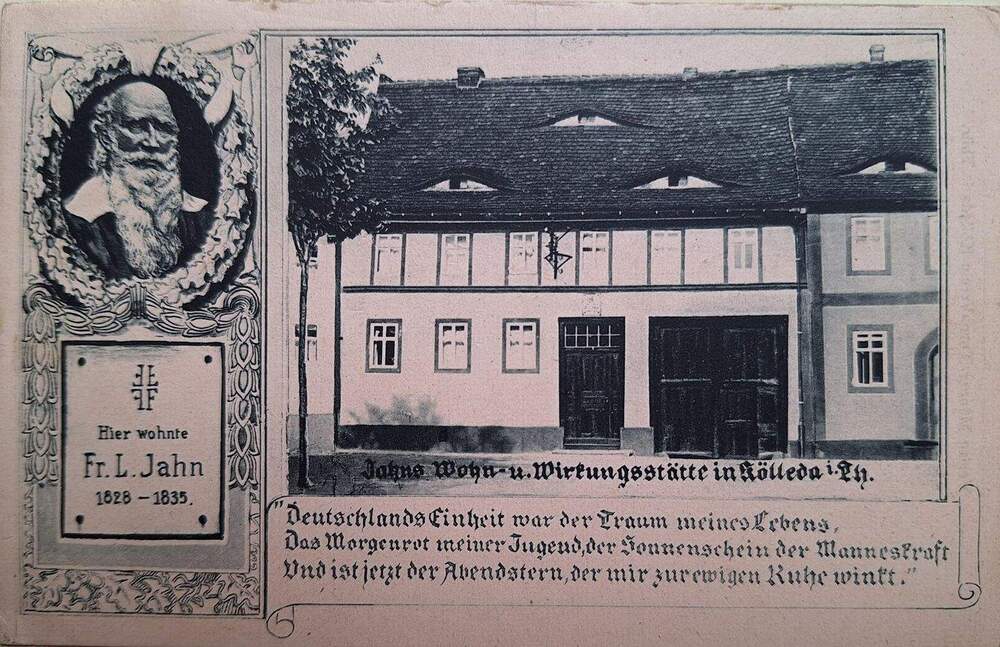 Hier wohnte
Fr. L. Jahn
1828 – 1835.
Jahns Wohn- u. Wirkungsstätte in Kölleda i. Th.
"Deutschlands Einheit war der Traum meines Lebens,
Das Morgenrot meiner Jugend, der Sonnenschein der Manneskraft
Und ist jetzt der Abendstern, der mir zur ewigen Ruhe winkt."